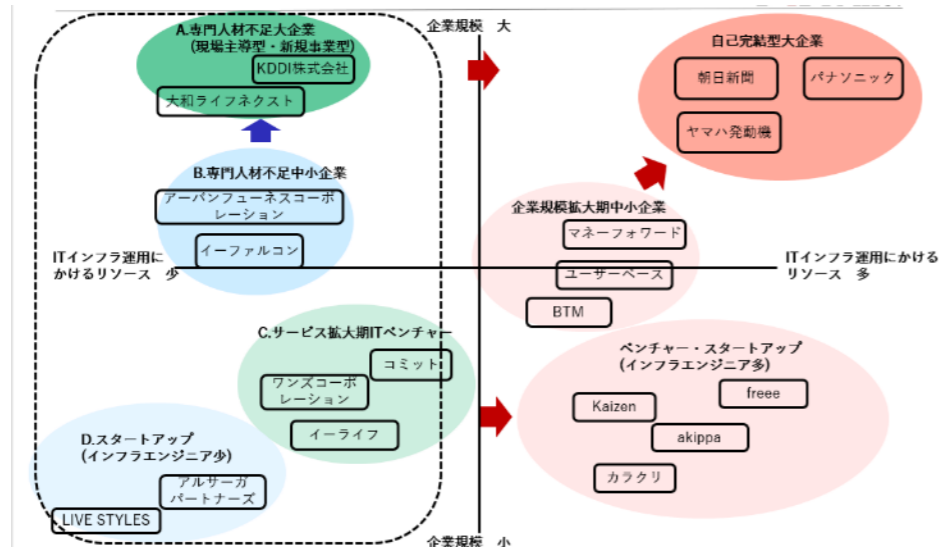 A.専門人材不足大企業
(現場主導型・新規事業型)
KDDI株式会社
大和ライフネクスト
企業規模 大
自己完結型大企業
朝日新聞
パナソニック
ヤマハ発動機
B.専門人材不足中小企業
アーバンフューネスコーポ
レーション
イーファルコン
企業規模拡大期中小企業
マネーフォワード
ユーザーベース
BTM
ITインフラ運用に
かけるリソース 少
ITインフラ運用にかける
リソース 多
C.サービス拡大期ITベンチャー
コミット
ワンズコーポ
レーション
イーライフ
ベンチャー・スタートアップ
(インフラエンジニア多)
Kaizen
freee
akippa
カラクリ
D.スタートアップ
(インフラエンジニア少)
アルサーガ
パートナーズ
LIVE STYLES
企業規模 小